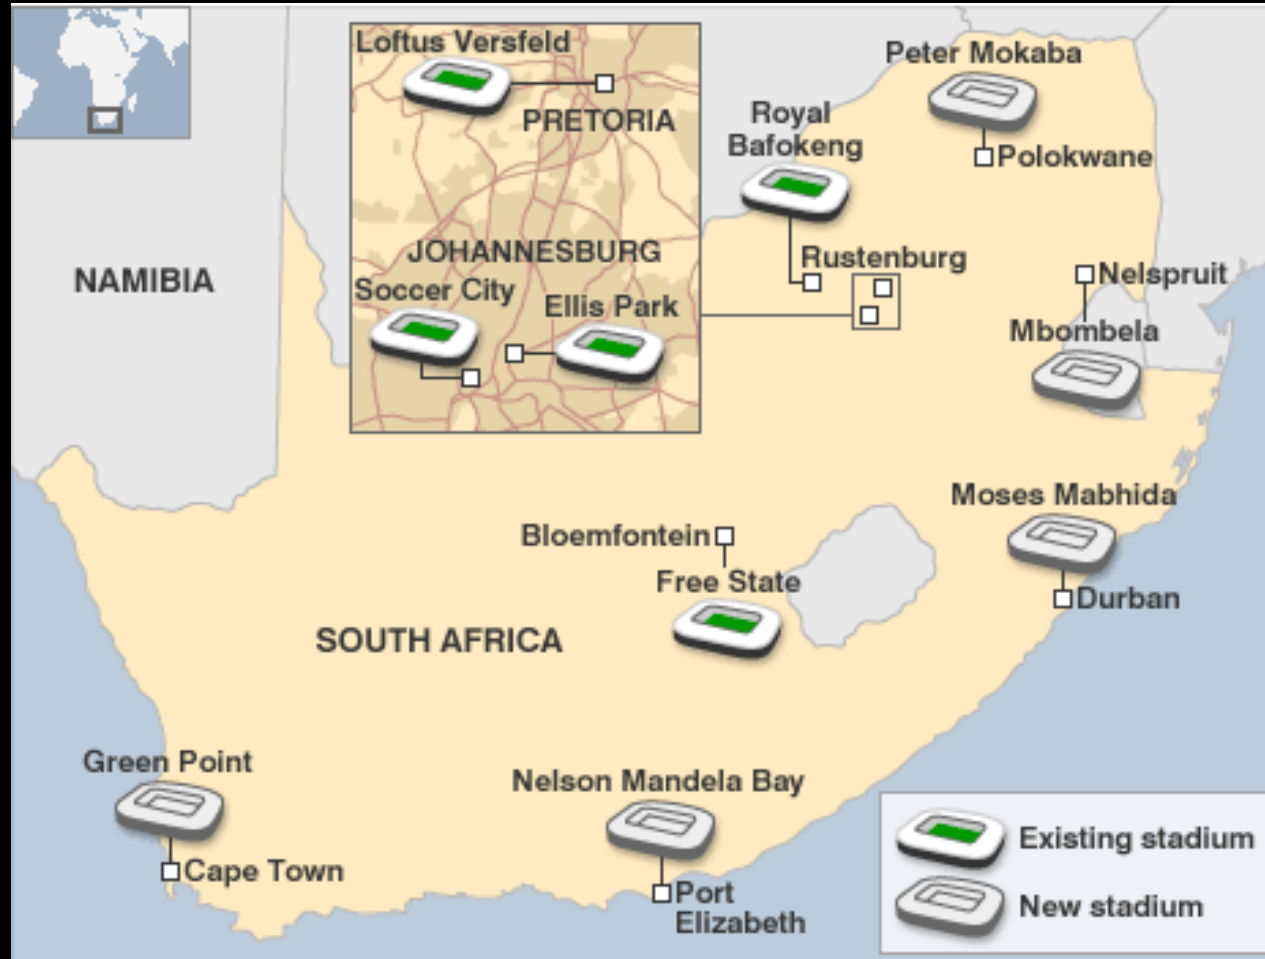 Loftus Versfeld
PRETORIA
JOHANNESBURG
Soccer City
Ellis Park
Peter Mokaba
Polokwane
Royal
Bafokeng
Rustenburg
Nelspruit
Mbombela
NAMIBIA
Moses Mabhida
Durban
Bloemfontein
Free State
SOUTH AFRICA
Green Point
Cape Town
Nelson Mandela Bay
Port
Elizabeth
Existing stadium
New stadium